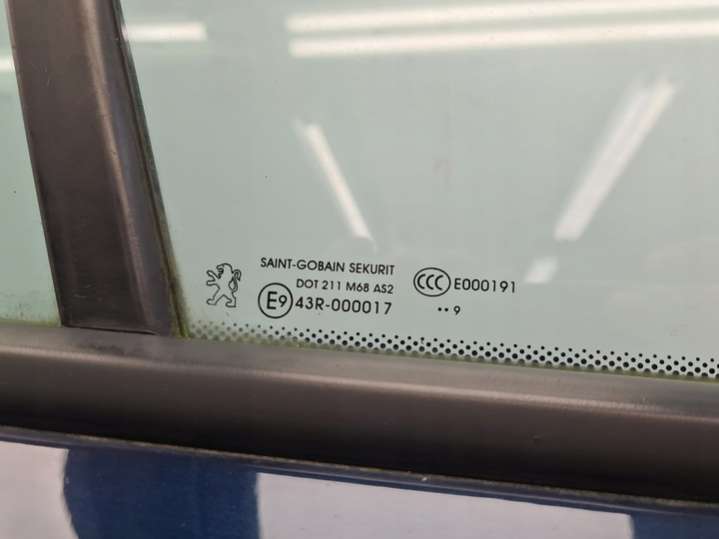 SAINT-GOBAIN SEKURIT
DOT 211 M68 AS2
E9 43R-000017
CCC E000191
•• 9